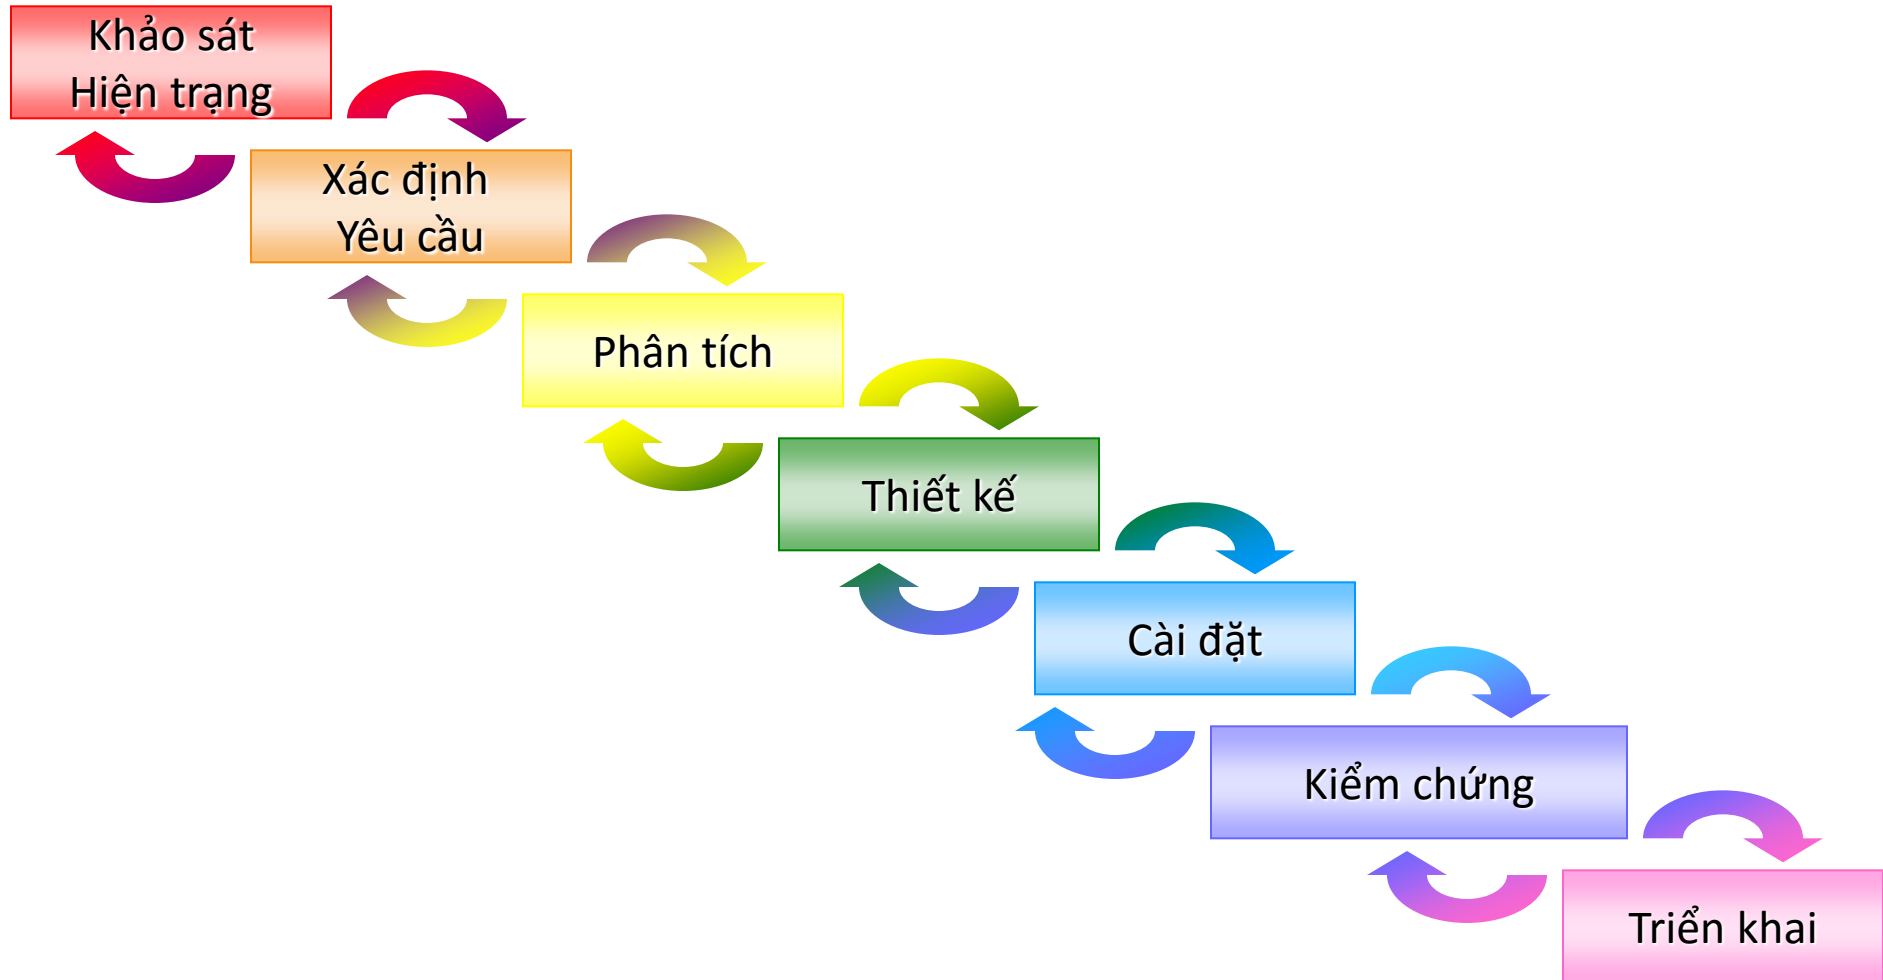 Khảo sát
Hiện trạng
Xác định
Yêu cầu
Phân tích
Thiết kế
Cài đặt
Kiểm chứng
Triển khai